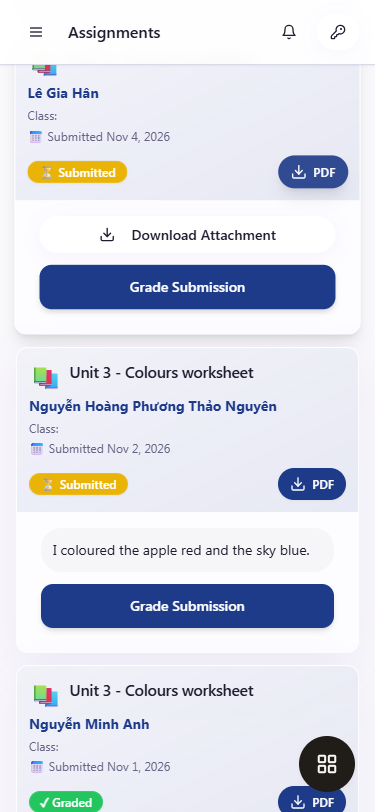 Assignments
Lê Gia Hân
Class:
Submitted Nov 4, 2026
Submitted
PDF
Download Attachment
Grade Submission
Unit 3 - Colours worksheet
Nguyễn Hoàng Phương Thảo Nguyên
Class:
Submitted Nov 2, 2026
Submitted
PDF
I coloured the apple red and the sky blue.
Grade Submission
Unit 3 - Colours worksheet
Nguyễn Minh Anh
Class:
Submitted Nov 1, 2026
✓ Graded
PDF